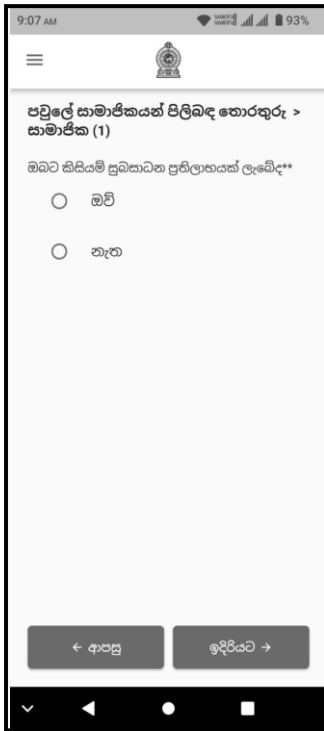 9:07 AM 93%
පවුලේ සාමාජිකයන් පිලිබඳ තොරතුරු >
සාමාජික (1)
ඔබට කිසියම් සුබසාධන ප්‍රතිලාභයක් ලැබේද**
ඔව්
නැත
← ආපසු
ඉදිරියට →